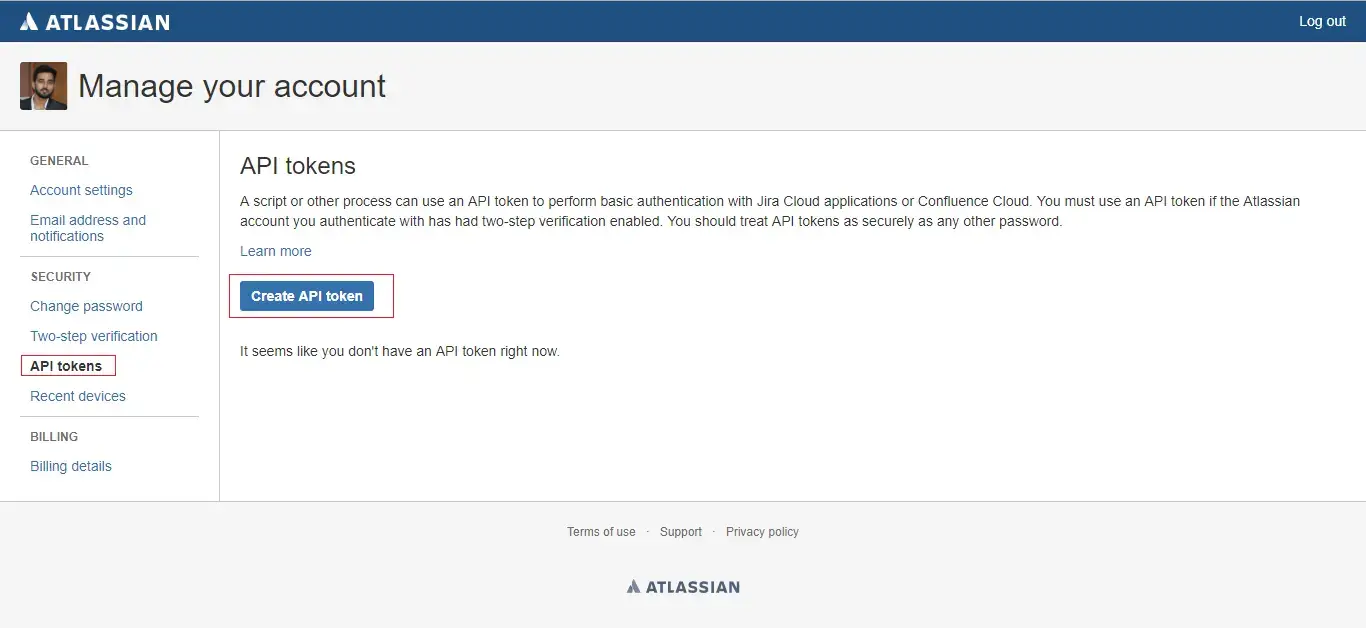 ATLASSIAN
Log out
Manage your account
GENERAL
Account settings
Email address and
notifications
SECURITY
Change password
Two-step verification
API tokens
Recent devices
BILLING
Billing details
API tokens
A script or other process can use an API token to perform basic authentication with Jira Cloud applications or Confluence Cloud. You must use an API token if the Atlassian
account you authenticate with has had two-step verification enabled. You should treat API tokens as securely as any other password.
Learn more
Create API token
It seems like you don't have an API token right now.
Terms of use · Support · Privacy policy
ATLASSIAN